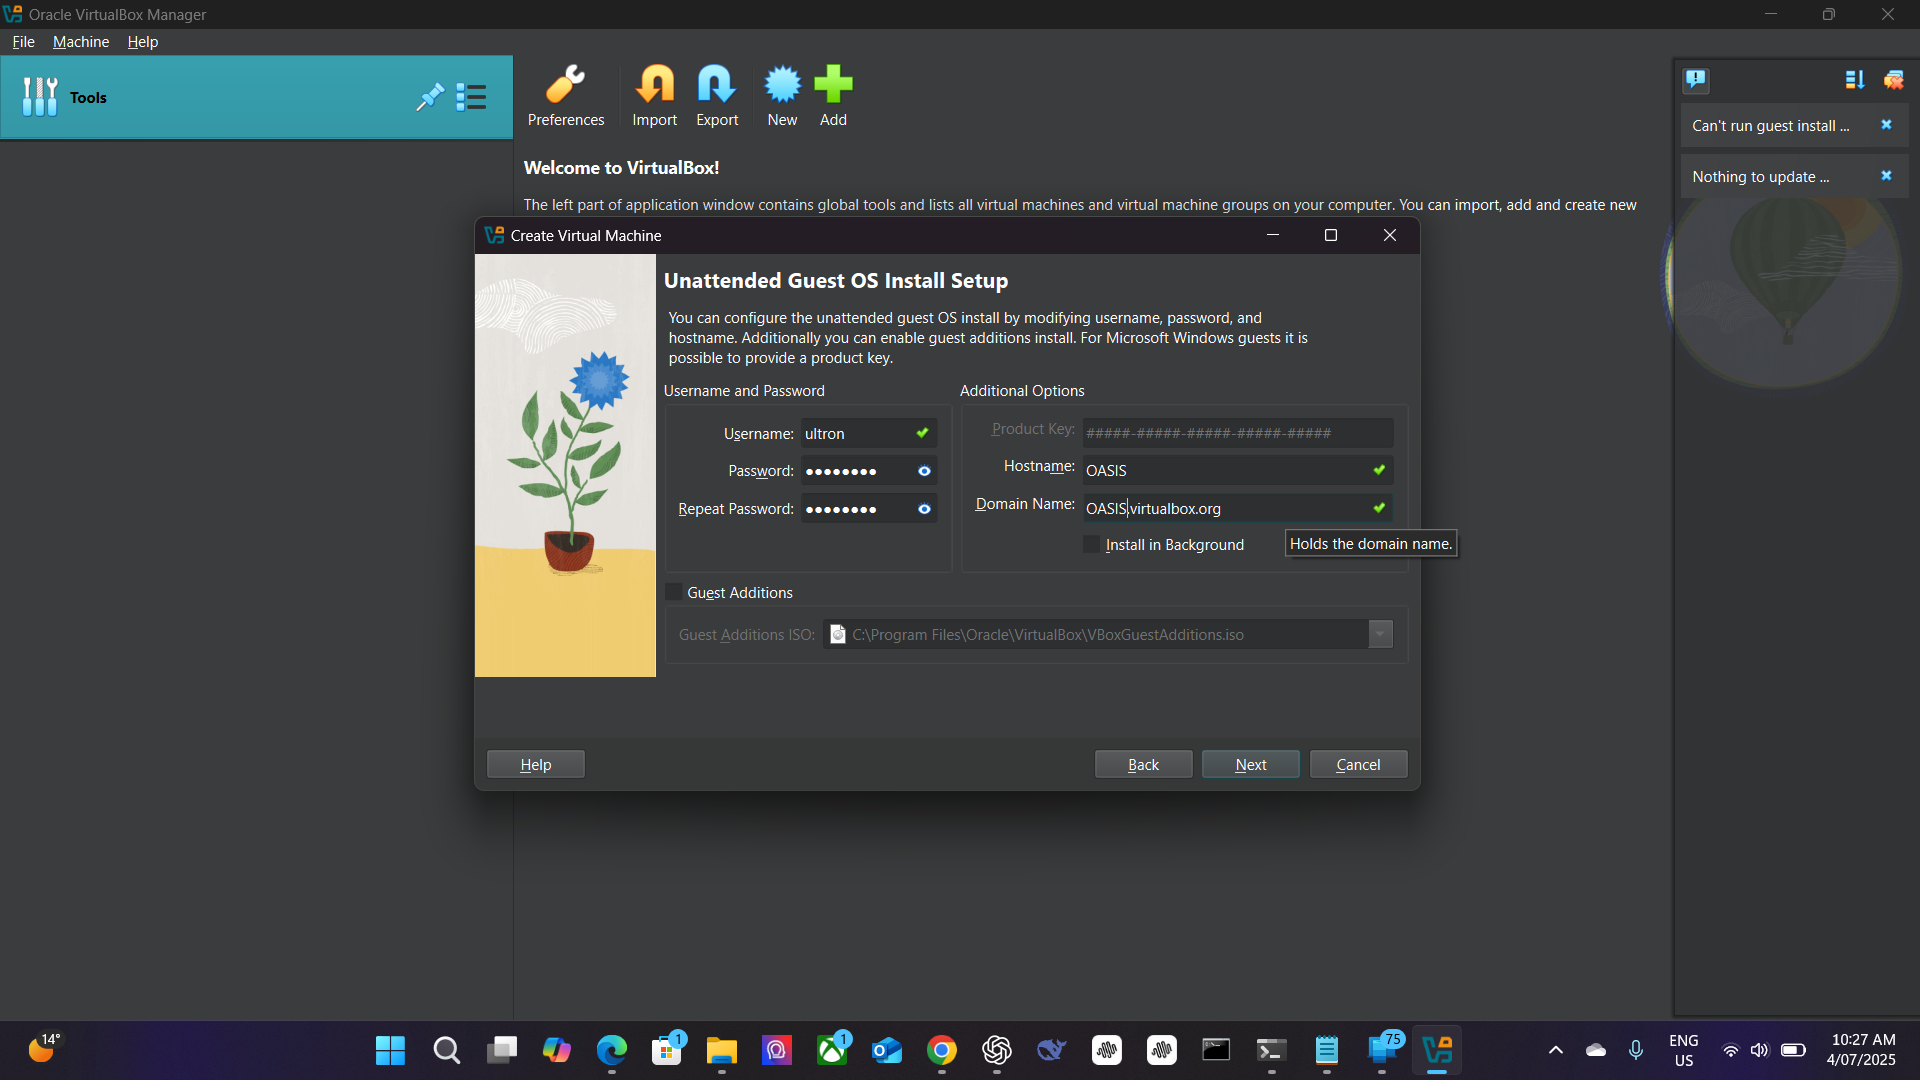 Oracle VirtualBox Manager
File Machine Help
Tools
Preferences Import Export New Add
Can't run guest install ...
Nothing to update ...
Welcome to VirtualBox!
The left part of application window contains global tools and lists all virtual machines and virtual machine groups on your computer. You can import, add and create new
Create Virtual Machine
Unattended Guest OS Install Setup
You can configure the unattended guest OS install by modifying username, password, and
hostname. Additionally you can enable guest additions install. For Microsoft Windows guests it is
possible to provide a product key.
Username and Password
Username: ultron
Password: ●●●●●●●●
Repeat Password: ●●●●●●●●
Additional Options
Product Key: #####-#####-#####-#####-#####
Hostname: OASIS
Domain Name: OASIS.virtualbox.org
Install in Background
Holds the domain name.
Guest Additions
Guest Additions ISO: C:\Program Files\Oracle\VirtualBox\VBoxGuestAdditions.iso
Help Back Next Cancel
14°
1
1
75
ENG
US
10:27 AM
4/07/2025